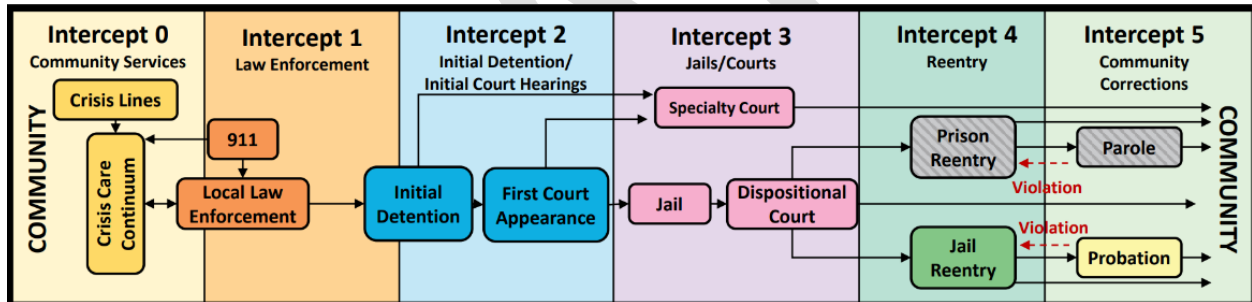 Intercept 0
Community Services
Intercept 1
Law Enforcement
Intercept 2
Initial Detention/
Initial Court Hearings
Intercept 3
Jails/Courts
Intercept 4
Reentry
Intercept 5
Community
Corrections
COMMUNITY
Crisis Lines
Crisis Care
Continuum
911
Local Law
Enforcement
Initial
Detention
First Court
Appearance
Specialty Court
Jail
Dispositional
Court
Prison
Reentry
Parole
Violation
Violation
Jail
Reentry
Probation
COMMUNITY